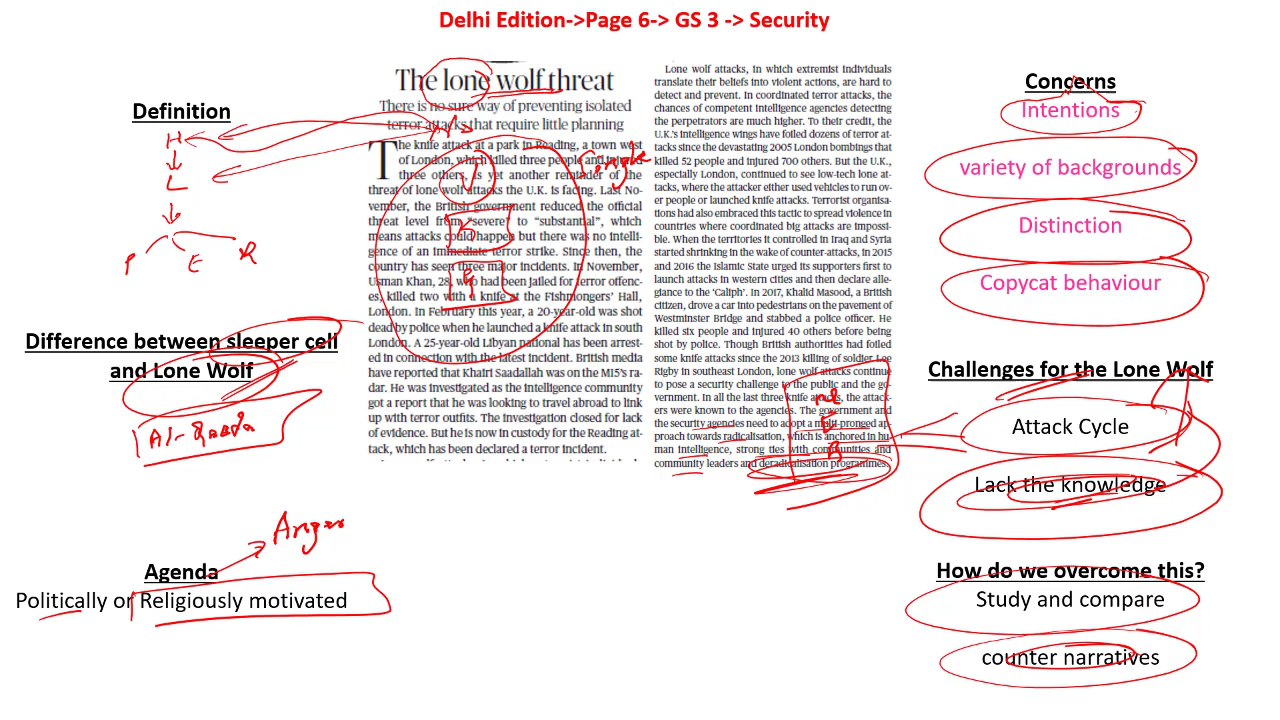 Delhi Edition->Page 6-> GS 3 -> Security
Definition
H
L
P E R
Difference between sleeper cell
and Lone Wolf
Al-Qaeda
Anger
Agenda
Politically or Religiously motivated
The lone wolf threat
There is no sure way of preventing isolated
terror attacks that require little planning
The knife attack at a park in Reading, a town west
of London, which killed three people and injured
three others, is yet another reminder of the
threat of lone wolf attacks the U.K. is facing. Last No-
vember, the British government reduced the official
threat level from "severe" to "substantial", which
means attacks could happen but there was no intelli-
gence of an immediate terror strike. Since then, the
country has seen three major incidents. In November,
Usman Khan, 28, who had been jailed for terror offenc-
es, killed two with a knife at the Fishmongers' Hall,
London. In February this year, a 20-year-old was shot
dead by police when he launched a knife attack in south
London. A 25-year-old Libyan national has been arrest-
ed in connection with the latest incident. British media
have reported that Khairi Saadallah was on the MI5's ra-
dar. He was investigated as the intelligence community
got a report that he was looking to travel abroad to link
up with terror outfits. The investigation closed for lack
of evidence. But he is now in custody for the Reading at-
tack, which has been declared a terror incident.
Single
Lone wolf attacks, in which extremist individuals
translate their beliefs into violent actions, are hard to
detect and prevent. In coordinated terror attacks, the
chances of competent intelligence agencies detecting
the perpetrators are much higher. To their credit, the
U.K.'s intelligence wings have foiled dozens of terror at-
tacks since the devastating 2005 London bombings that
killed 52 people and injured 700 others. But the U.K.,
especially London, continued to see low-tech lone at-
tacks, where the attacker either used vehicles to run ov-
er people or launched knife attacks. Terrorist organisa-
tions had also embraced this tactic to spread violence in
countries where coordinated big attacks are impossi-
ble. When the territories it controlled in Iraq and Syria
started shrinking in the wake of counter-attacks, in 2015
and 2016 the Islamic State urged its supporters first to
launch attacks in western cities and then declare alle-
giance to the 'Caliph'. In 2017, Khalid Masood, a British
citizen, drove a car into pedestrians on the pavement of
Westminster Bridge and stabbed a police officer. He
killed six people and injured 40 others before being
shot by police. Though British authorities had foiled
some knife attacks since the 2013 killing of soldier Lee
Rigby in southeast London, lone wolf attacks continue
to pose a security challenge to the public and the go-
vernment. In all the last three knife attacks, the attack-
ers were known to the agencies. The government and
the security agencies need to adopt a multi-pronged ap-
proach towards radicalisation, which is anchored in hu-
man intelligence, strong ties with communities and
community leaders and deradicalisation programmes.
Concerns
Intentions
variety of backgrounds
Distinction
Copycat behaviour
Challenges for the Lone Wolf
Attack Cycle
Lack the knowledge
How do we overcome this?
Study and compare
counter narratives